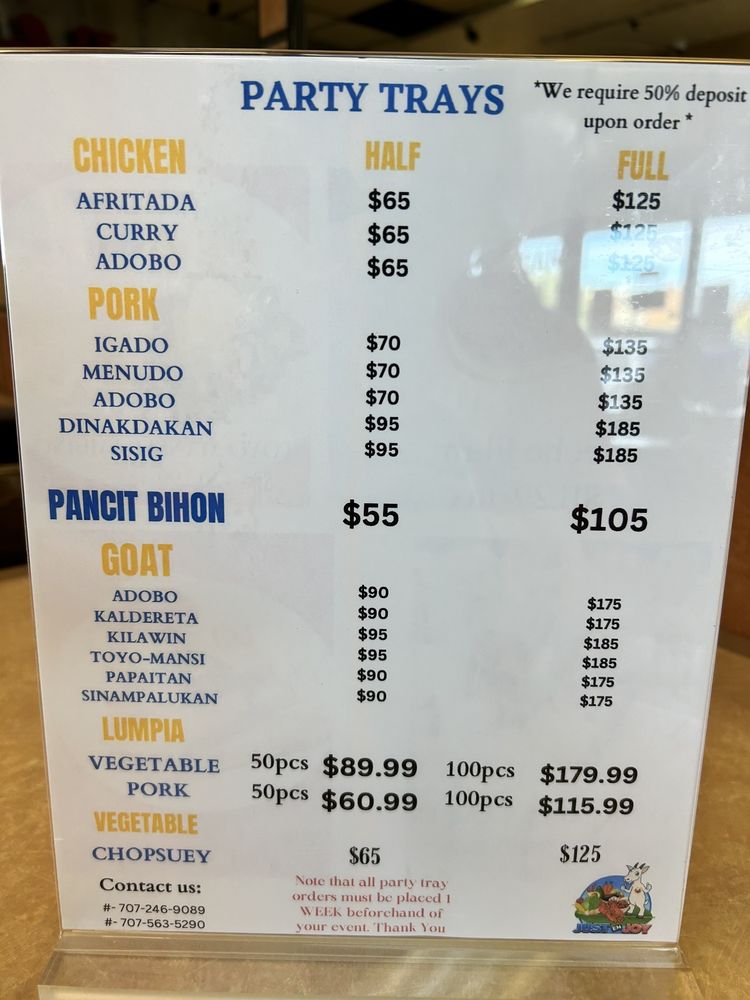 PARTY TRAYS
*We require 50% deposit
upon order *
CHICKEN HALF FULL
AFRITADA $65 $125
CURRY $65 $125
ADOBO $65 $125
PORK
IGADO $70 $135
MENUDO $70 $135
ADOBO $70 $135
DINAKDAKAN $95 $185
SISIG $95 $185
PANCIT BIHON $55 $105
GOAT
ADOBO $90 $175
KALDERETA $90 $175
KILAWIN $95 $185
TOYO-MANSI $95 $185
PAPAITAN $90 $175
SINAMPALUKAN $90 $175
LUMPIA
VEGETABLE 50pcs $89.99 100pcs $179.99
PORK 50pcs $60.99 100pcs $115.99
VEGETABLE
CHOPSUEY $65 $125
Contact us:
#- 707-246-9089
#- 707-563-5290
Note that all party tray
orders must be placed 1
WEEK beforehand of
your event. Thank You
JUST EN JOY